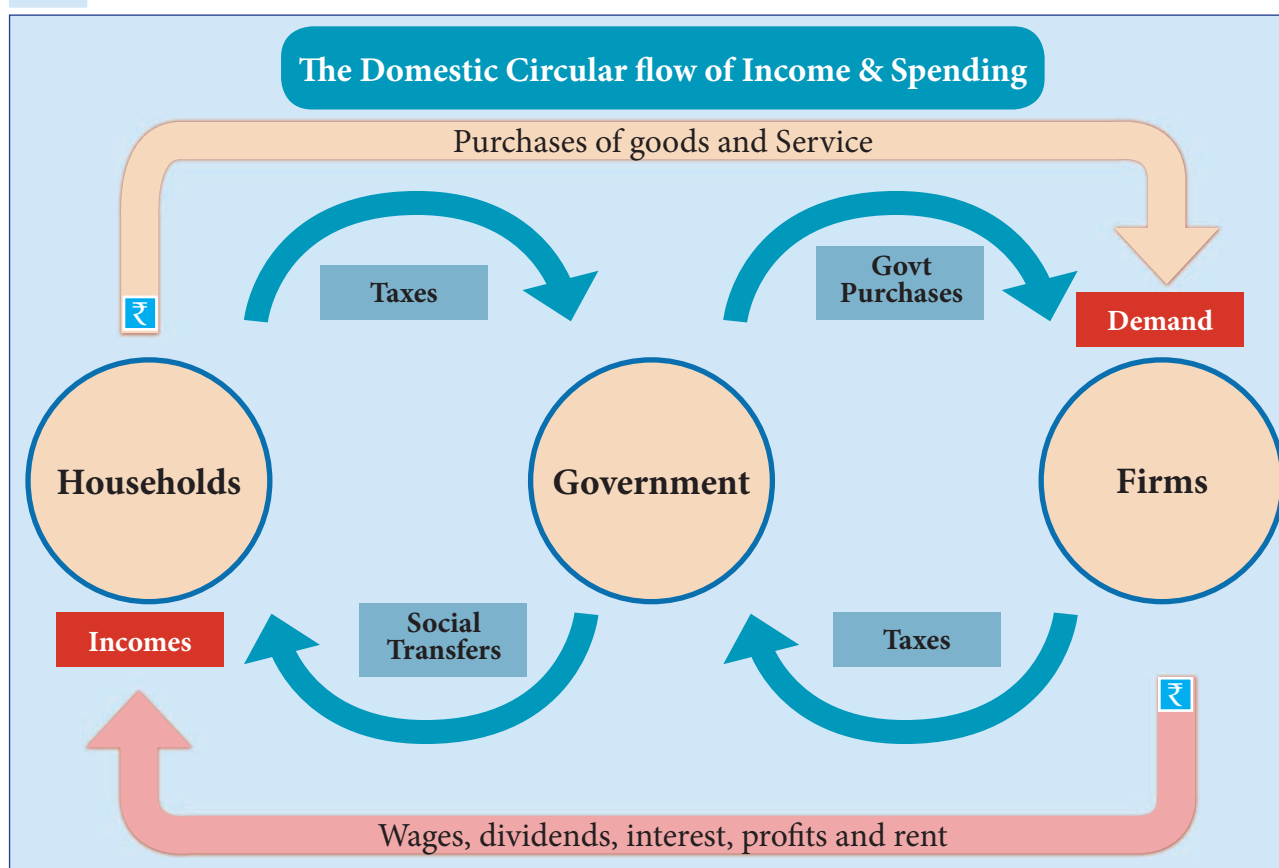 The Domestic Circular flow of Income & Spending
Purchases of goods and Service
Taxes
Govt
Purchases
₹
Demand
Households
Government
Firms
Incomes
Social
Transfers
Taxes
₹
Wages, dividends, interest, profits and rent